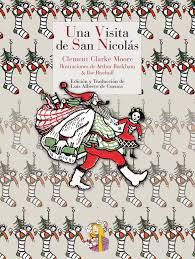 Una Visita
de San Nicolás
Clement Clarke Moore
Ilustraciones de Arthur Rackham
& Ilse Bischoff
Edición y Traducción de
Luis Alberto de Cuenca